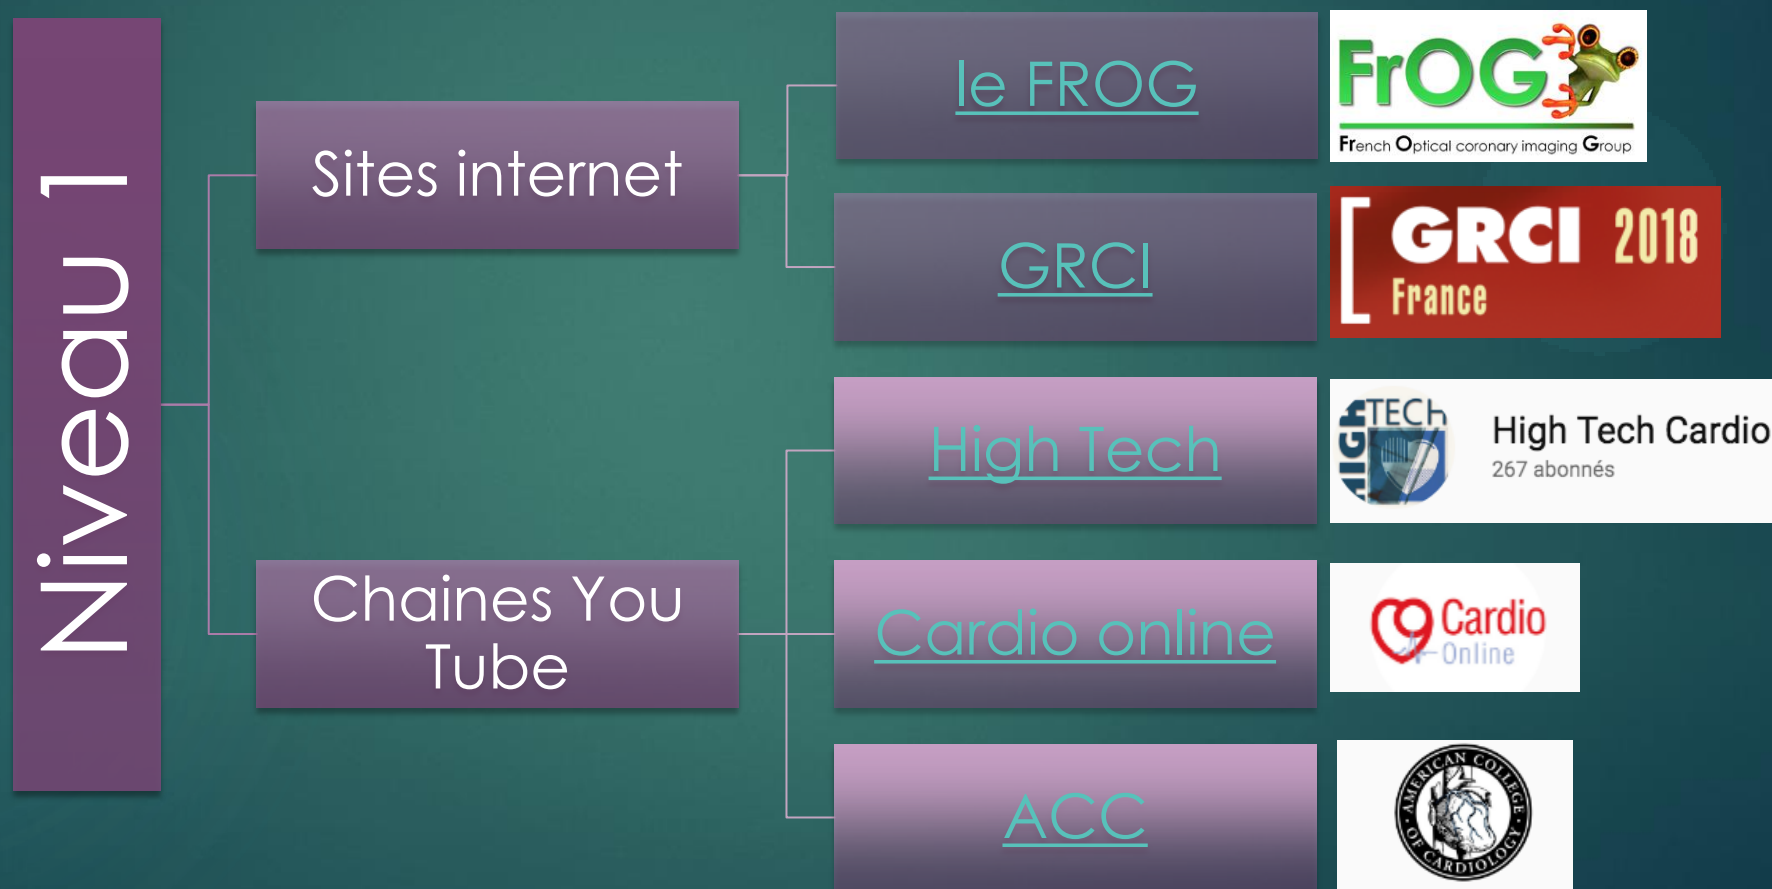 Niveau 1
Sites internet
le FROG
FrOG
French Optical coronary imaging Group
GRCI
GRCI 2018
France
Chaines You
Tube
High Tech
HIGH TECh
High Tech Cardio
267 abonnés
Cardio online
Cardio
Online
ACC
AMERICAN COLLEGE OF CARDIOLOGY